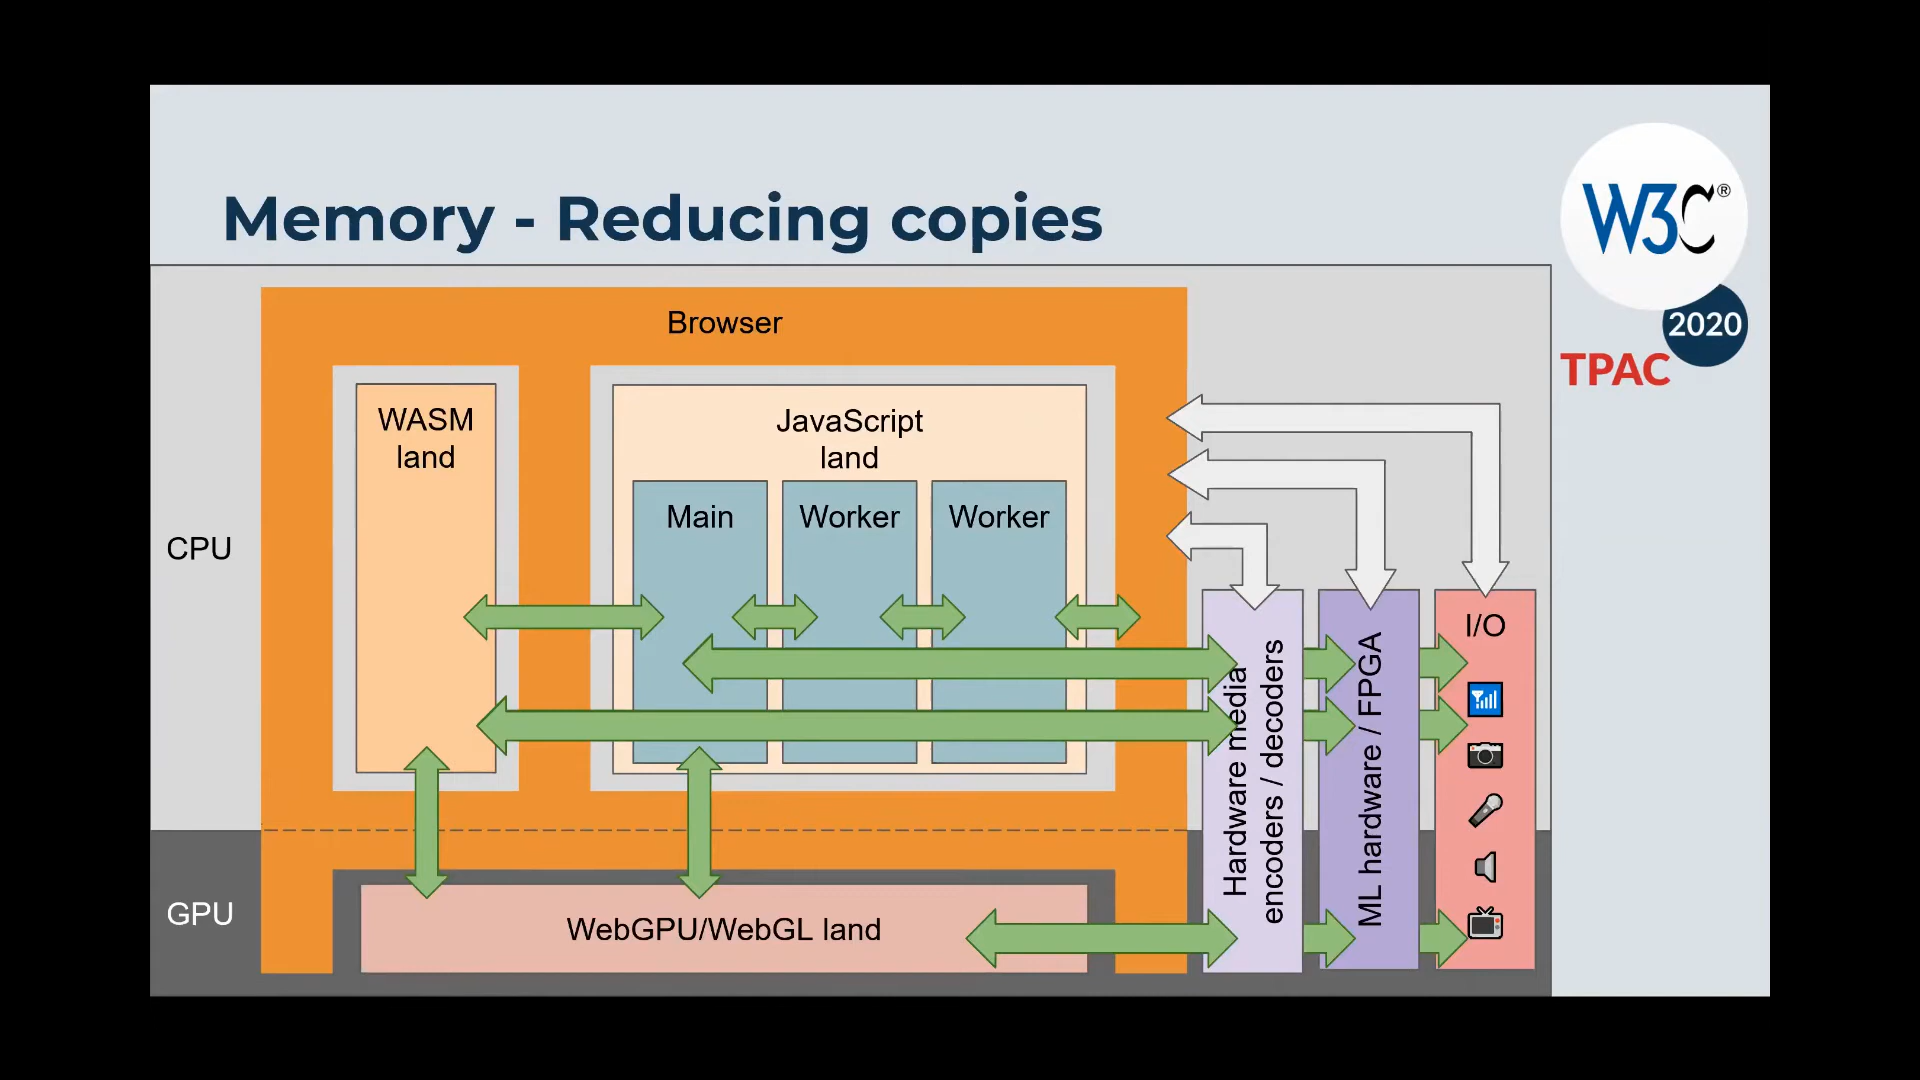 Memory - Reducing copies
W3C®
2020
TPAC
Browser
WASM
land
JavaScript
land
Main
Worker
Worker
CPU
I/O
Hardware media
encoders / decoders
ML hardware / FPGA
GPU
WebGPU/WebGL land